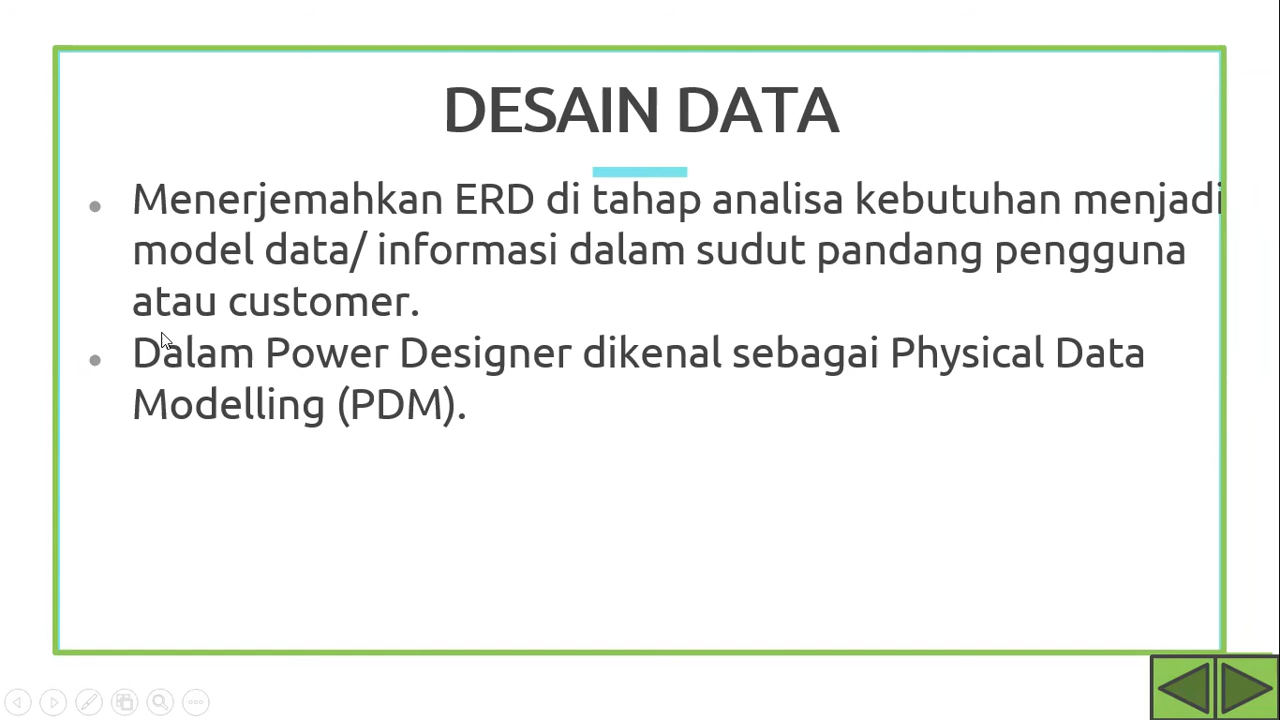 DESAIN DATA
• Menerjemahkan ERD di tahap analisa kebutuhan menjadi
model data/ informasi dalam sudut pandang pengguna
atau customer.
• Dalam Power Designer dikenal sebagai Physical Data
Modelling (PDM).